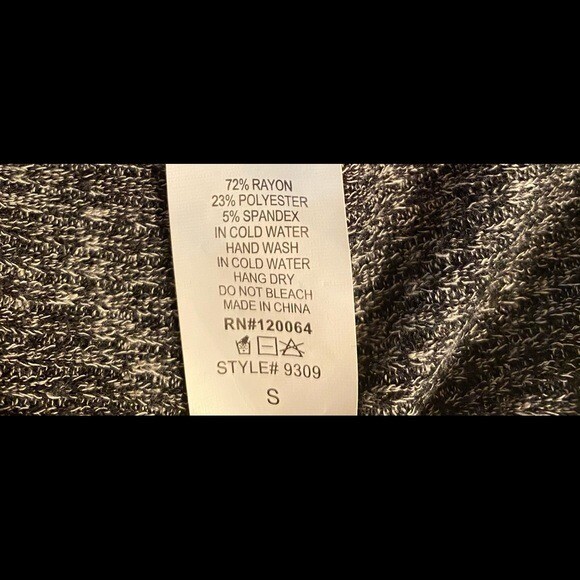 72% RAYON
23% POLYESTER
5% SPANDEX
IN COLD WATER
HAND WASH
IN COLD WATER
HANG DRY
DO NOT BLEACH
MADE IN CHINA
RN#120064
STYLE# 9309
S